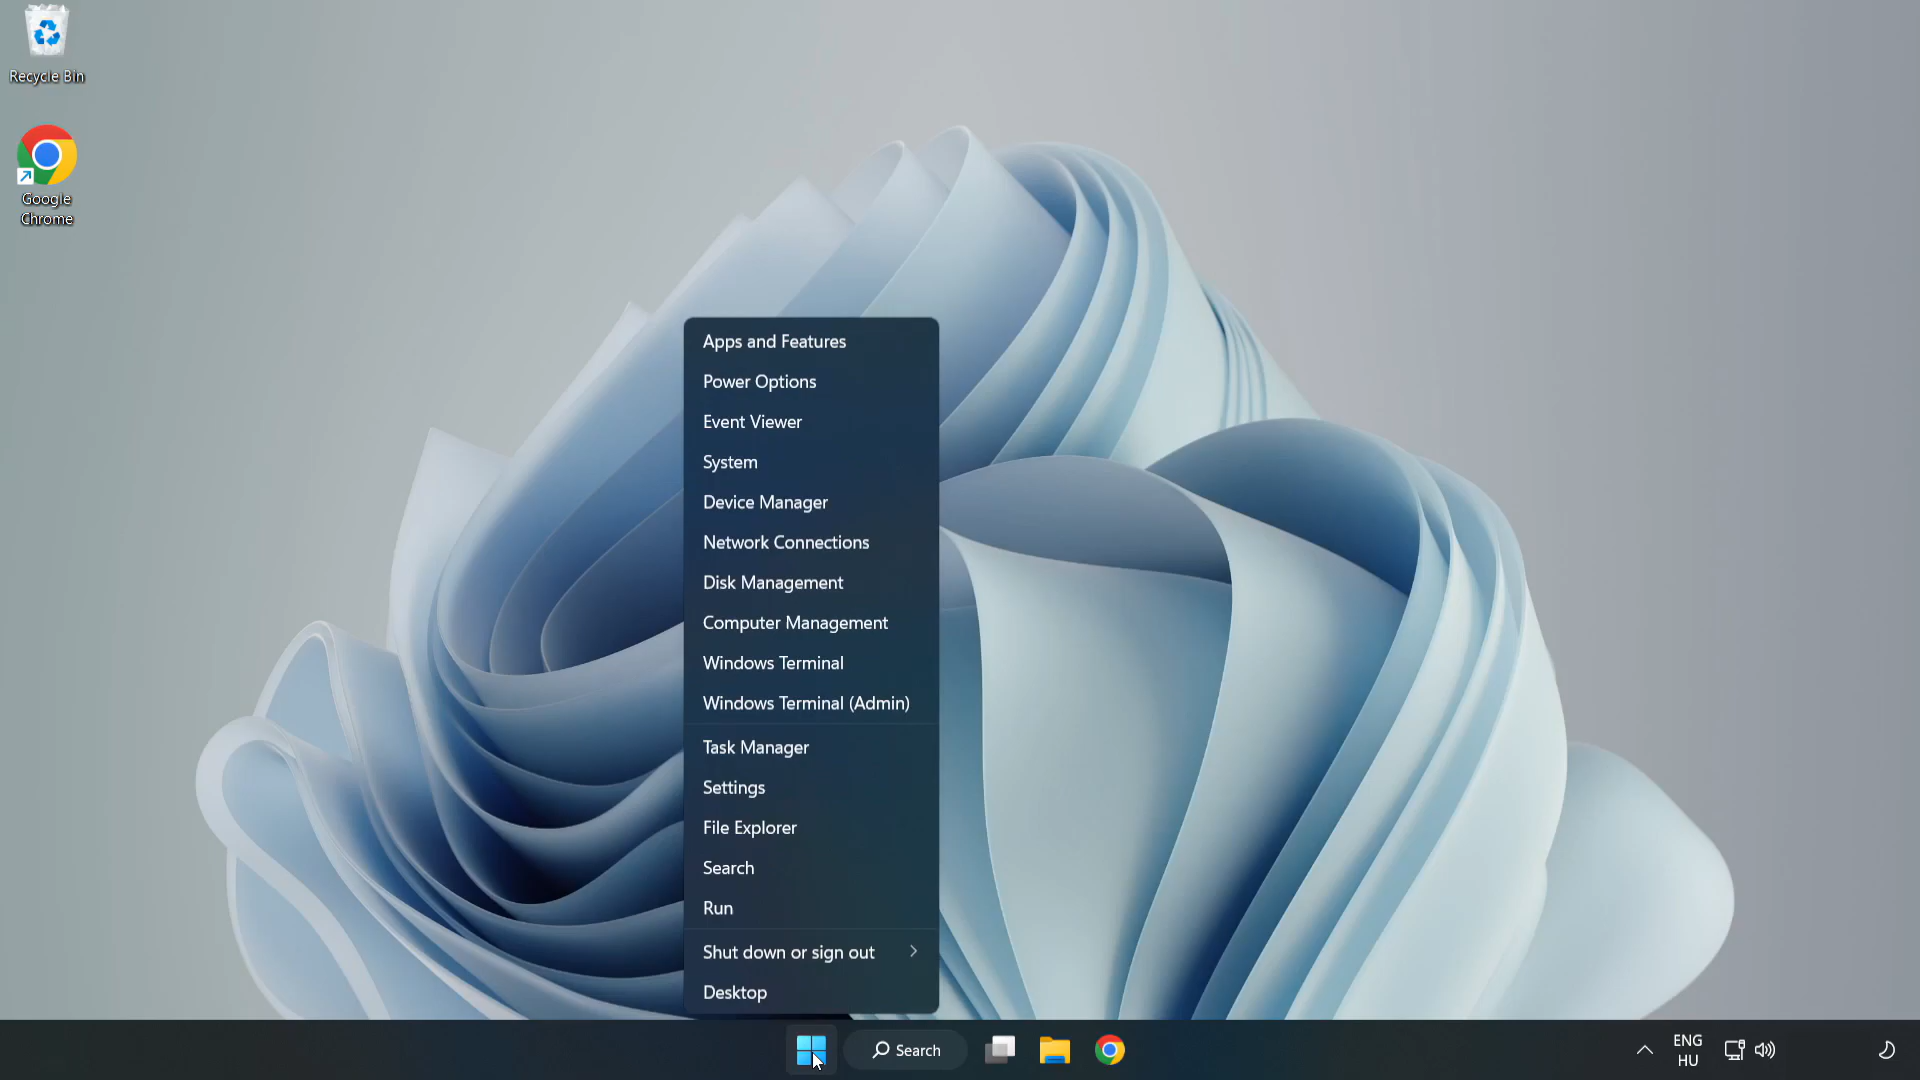 Recycle Bin
Google
Chrome
Apps and Features
Power Options
Event Viewer
System
Device Manager
Network Connections
Disk Management
Computer Management
Windows Terminal
Windows Terminal (Admin)
Task Manager
Settings
File Explorer
Search
Run
Shut down or sign out
Desktop
Search
ENG
HU